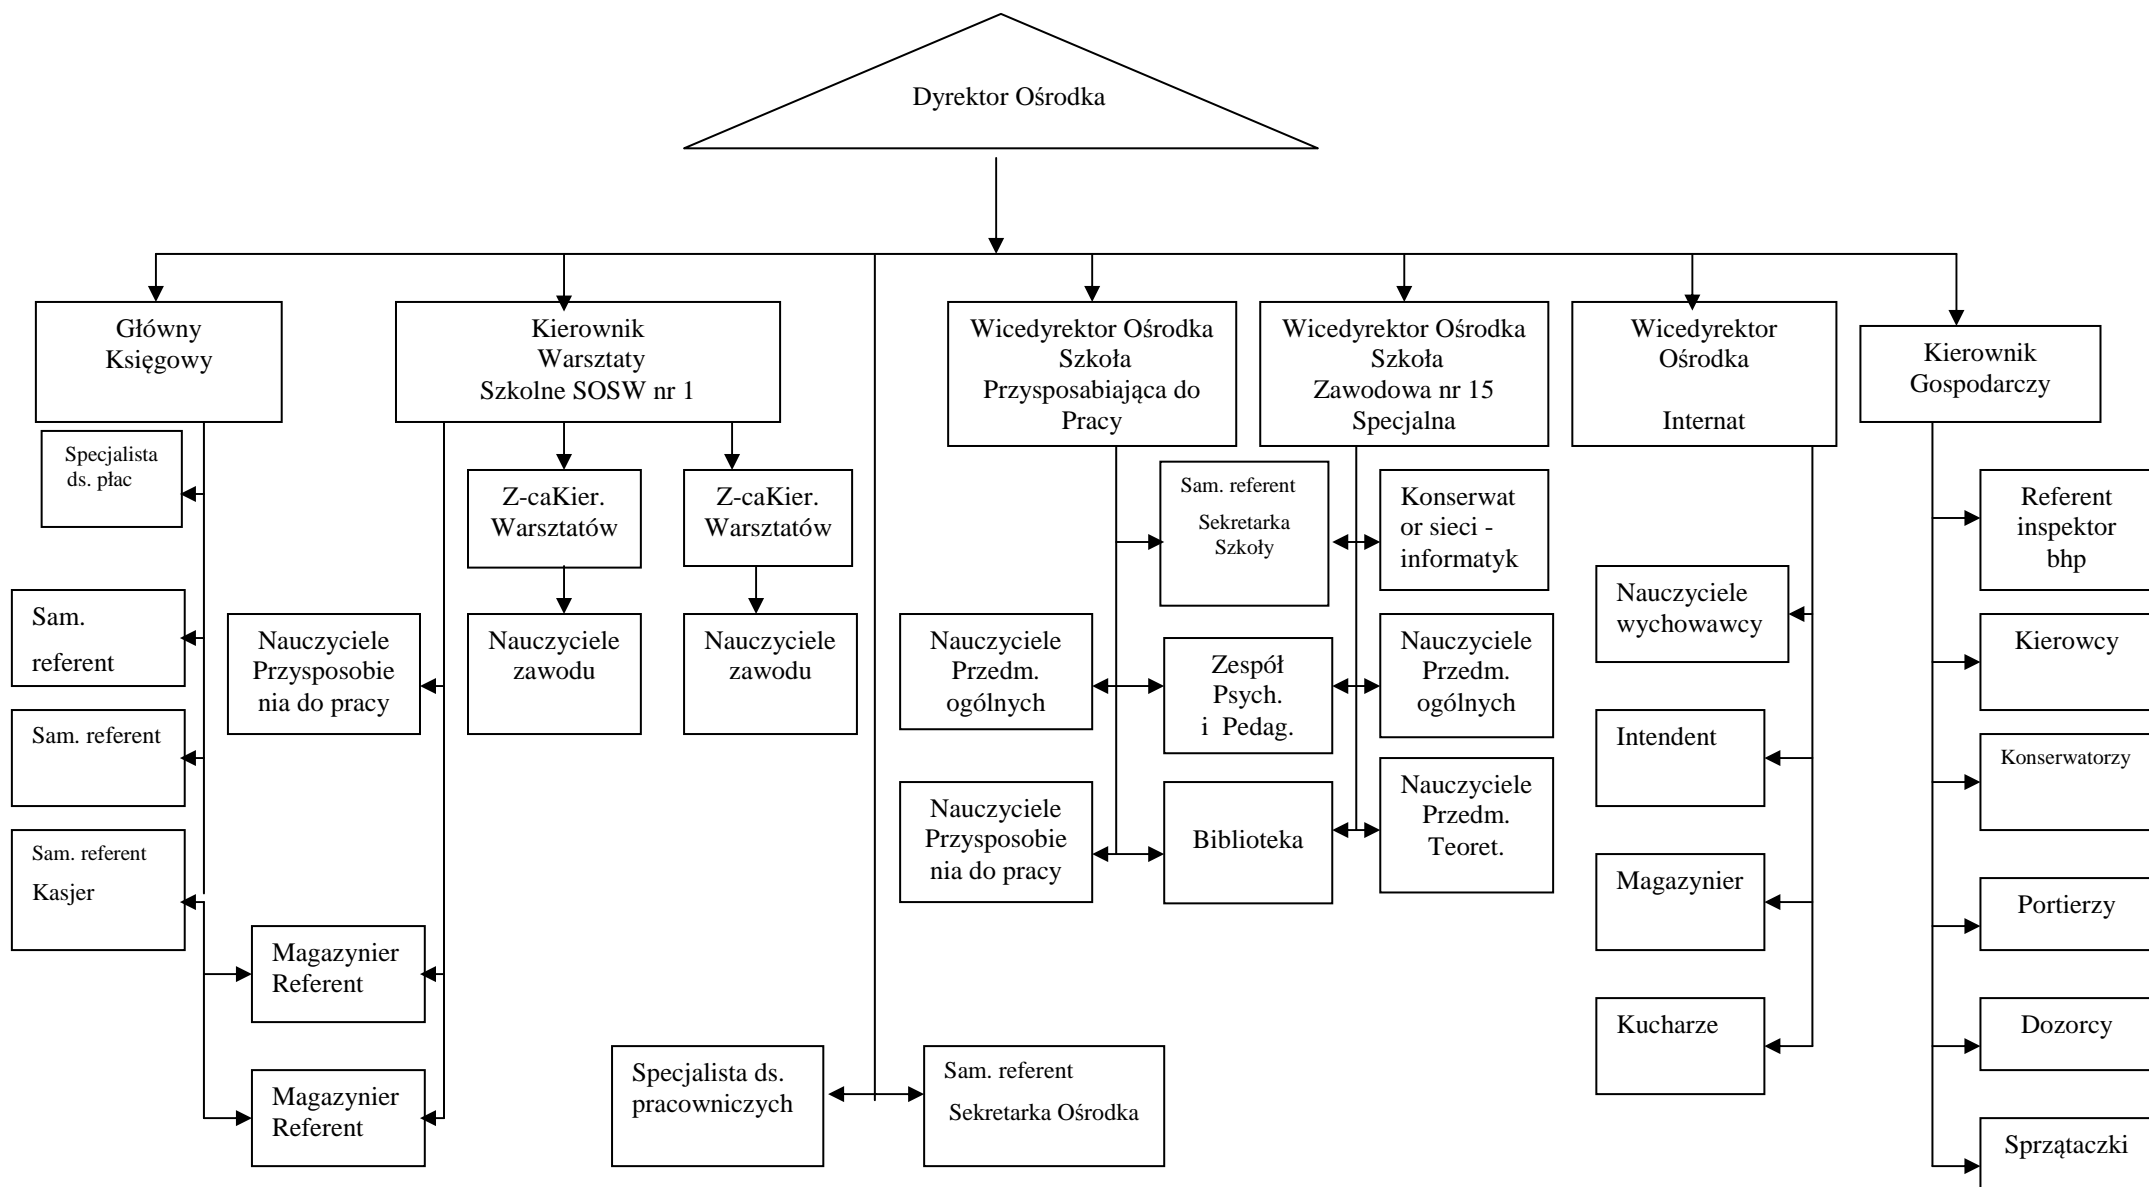 Dyrektor Ośrodka
Główny
Księgowy
Kierownik
Warsztaty
Szkolne SOSW nr 1
Wicedyrektor Ośrodka
Szkoła
Przysposabiająca do
Pracy
Wicedyrektor Ośrodka
Szkoła
Zawodowa nr 15
Specjalna
Wicedyrektor
Ośrodka
Internat
Kierownik
Gospodarczy
Specjalista
ds. płac
Sam.
referent
Sam. referent
Sam. referent
Kasjer
Nauczyciele
Przysposobie
nia do pracy
Magazynier
Referent
Magazynier
Referent
Z-caKier.
Warsztatów
Nauczyciele
zawodu
Z-caKier.
Warsztatów
Nauczyciele
zawodu
Specjalista ds.
pracowniczych
Sam. referent
Sekretarka Ośrodka
Nauczyciele
Przedm.
ogólnych
Nauczyciele
Przysposobie
nia do pracy
Sam. referent
Sekretarka
Szkoły
Zespół
Psych.
i Pedag.
Biblioteka
Konserwat
or sieci -
informatyk
Nauczyciele
Przedm.
ogólnych
Nauczyciele
Przedm.
Teoret.
Nauczyciele
wychowawcy
Intendent
Magazynier
Kucharze
Referent
inspektor
bhp
Kierowcy
Konserwatorzy
Portierzy
Dozorcy
Sprzątaczki